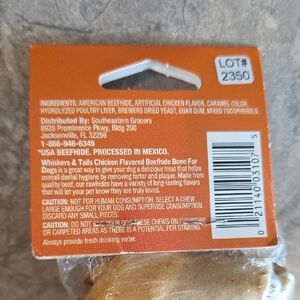 LOT#
2350
INGREDIENTS: AMERICAN BEEFHIDE, ARTIFICIAL CHICKEN FLAVOR, CARAMEL COLOR,
HYDROLYZED POULTRY LIVER, BREWERS DRIED YEAST, GUAR GUM, MIXED TOCOPHEROLS.
Distributed By: Southeastern Grocers
8928 Prominence Pkwy, Bldg 200
Jacksonville, FL 32256
1-866-946-6349
*USA BEEFHIDE. PROCESSED IN MEXICO.
Whiskers & Tails Chicken Flavored Beefhide Bone For
Dogs is a great way to give your dog a delicious treat that helps
overall dental hygiene by removing tartar and plaque. Made from
quality beef, our rawhides have a variety of long-lasting flavors
that will let your pet know they are truly loved.
CAUTION: NOT FOR HUMAN CONSUMPTION. SELECT A CHEW
LARGE ENOUGH FOR YOUR DOG AND SUPERVISE CONSUMPTION.
DISCARD ANY SMALL PIECES.
CAUTION: DO NOT YOUR DOG THESE CHEWS ON
OR CARPETED AREAS AS THERE IS A POTENTIAL FOR STAINING.
Always provide fresh drinking water.
0 21140 03107 5